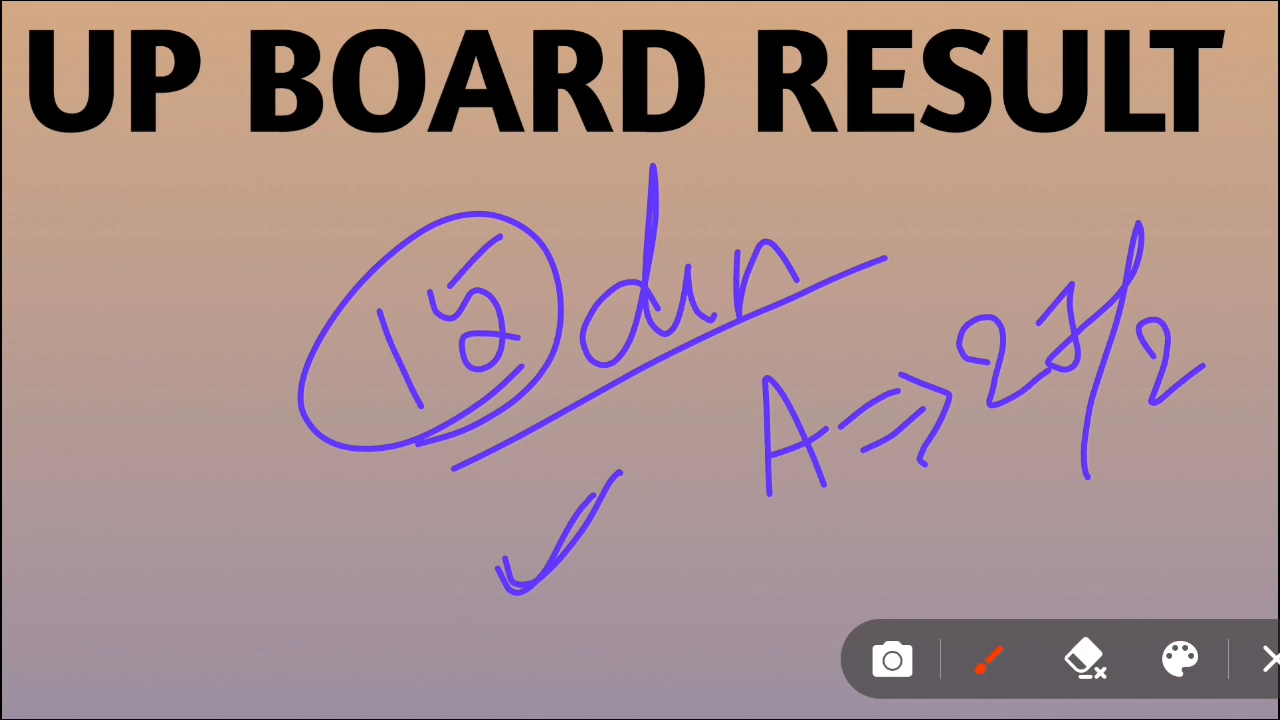 UP BOARD RESULT
15 din
A → 25/2